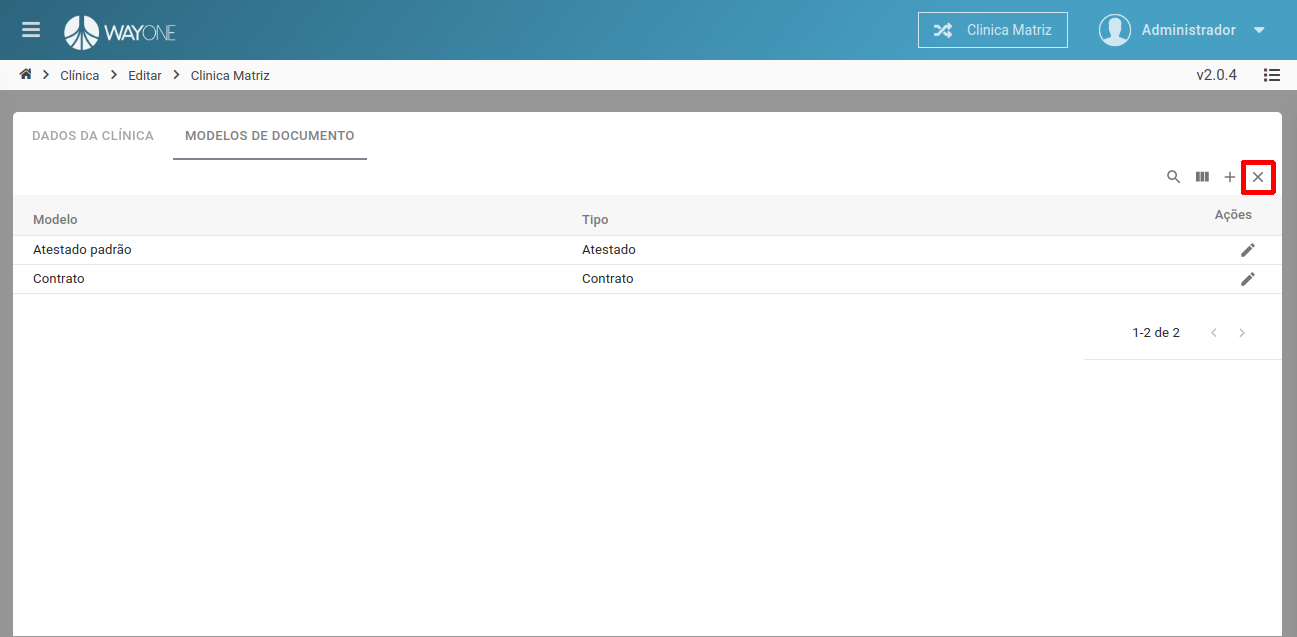 WAYONE
Clinica Matriz
Administrador
Clínica
Editar
Clinica Matriz
v2.0.4
DADOS DA CLÍNICA
MODELOS DE DOCUMENTO
Modelo
Tipo
Ações
Atestado padrão
Atestado
Contrato
Contrato
1-2 de 2